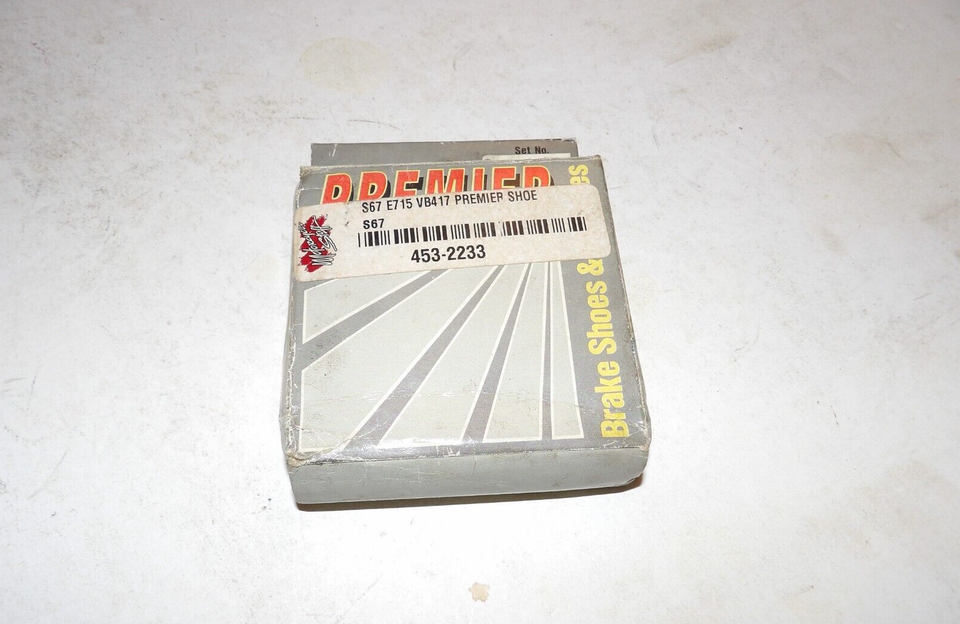 Set No.
PREMIER
S67 E715 VB417 PREMIER SHOE
S67
453-2233
Brake Shoes &